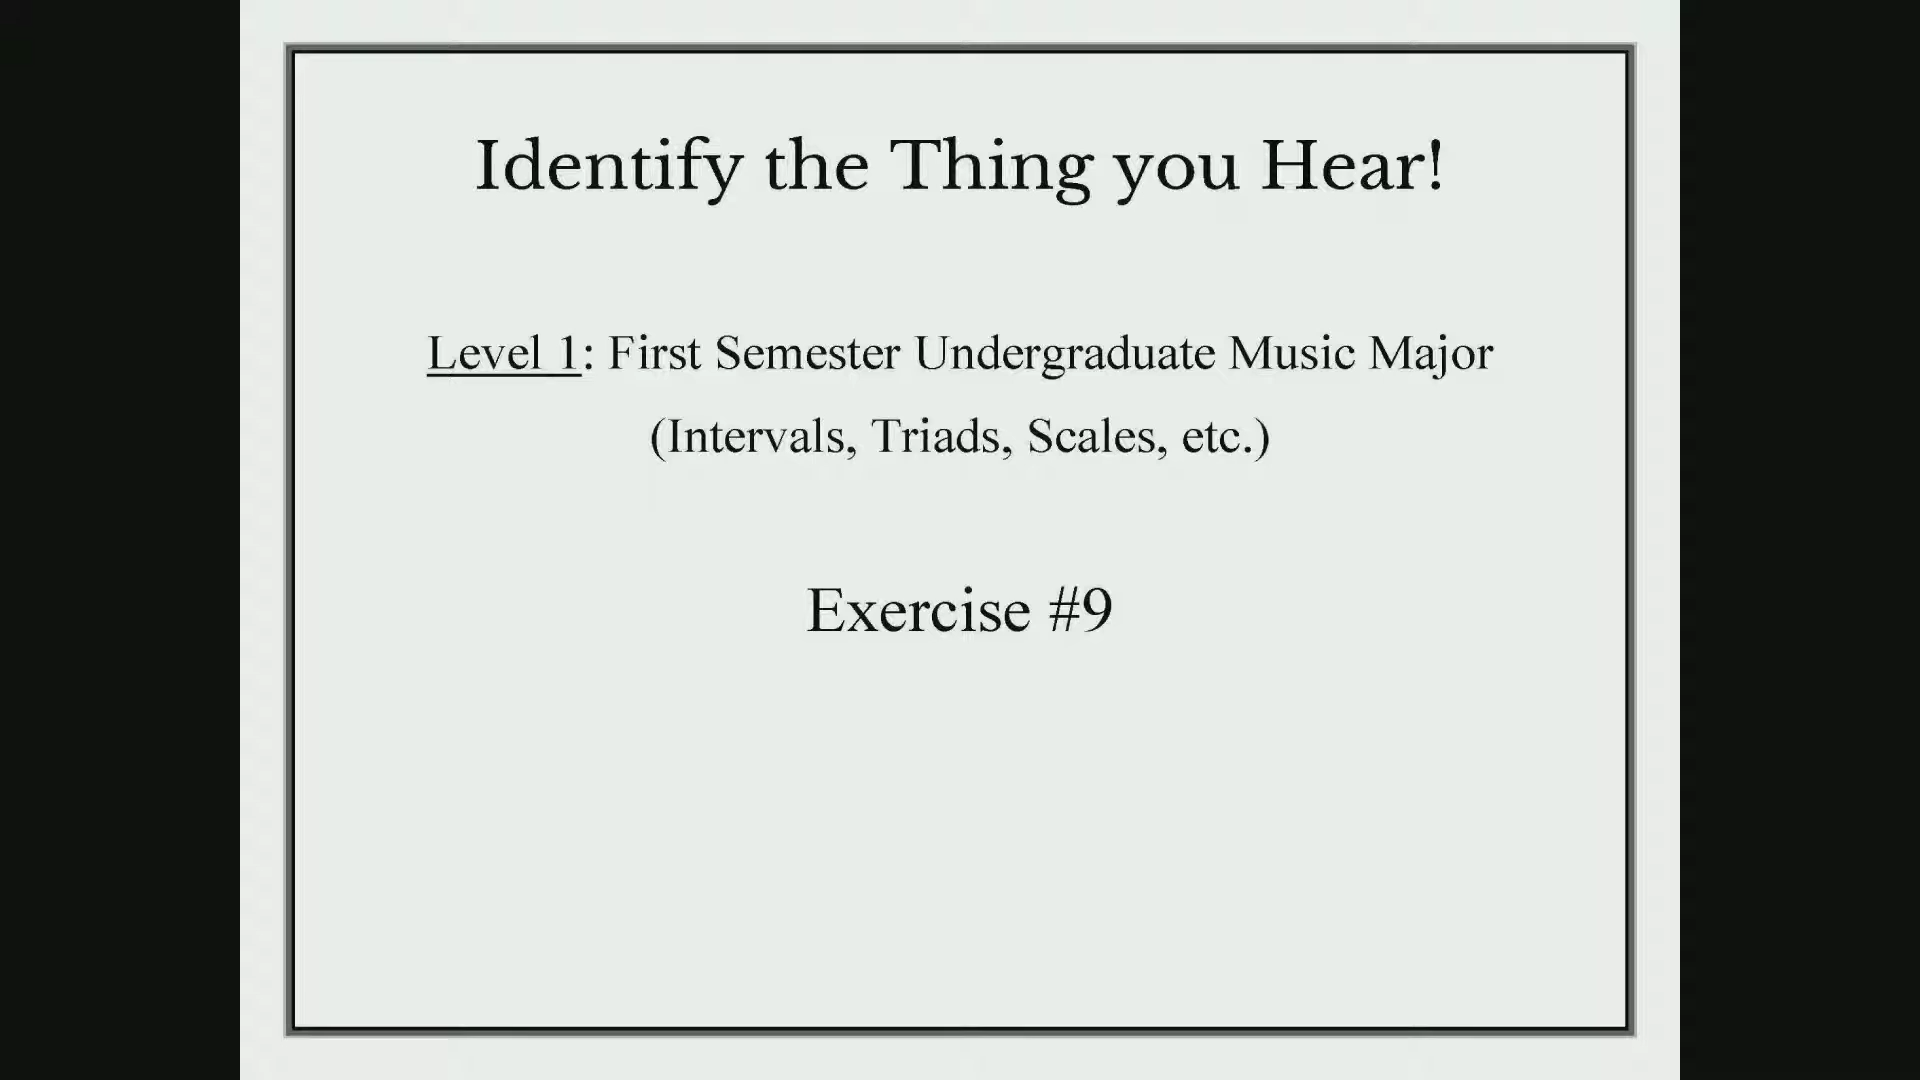 Identify the Thing you Hear!
Level 1: First Semester Undergraduate Music Major
(Intervals, Triads, Scales, etc.)
Exercise #9